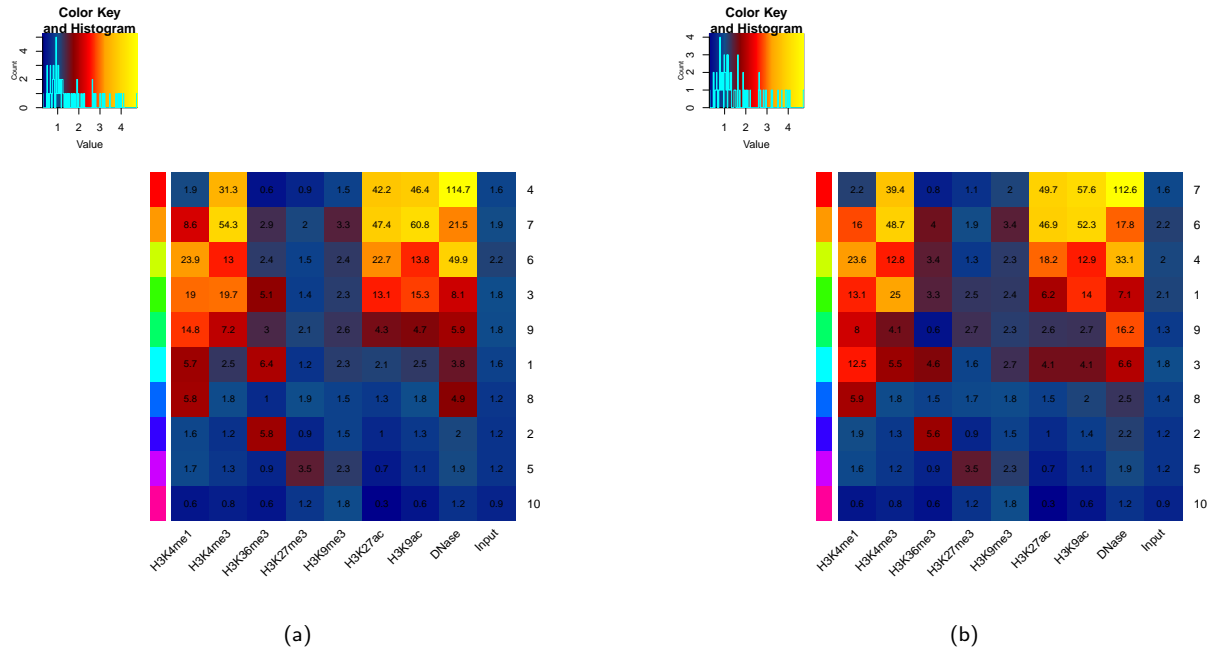 Color Key
and Histogram
Count
0 2 4
1 2 3 4
Value
1.9 31.3 0.6 0.9 1.5 42.2 46.4 114.7 1.6 4
8.6 54.3 2.9 2 3.3 47.4 60.8 21.5 1.9 7
23.9 13 2.4 1.5 2.4 22.7 13.8 49.9 2.2 6
19 19.7 5.1 1.4 2.3 13.1 15.3 8.1 1.8 3
14.8 7.2 3 2.1 2.6 4.3 4.7 5.9 1.8 9
5.7 2.5 6.4 1.2 2.3 2.1 2.5 3.8 1.6 1
5.8 1.8 1 1.9 1.5 1.3 1.8 4.9 1.2 8
1.6 1.2 5.8 0.9 1.5 1 1.3 2 1.2 2
1.7 1.3 0.9 3.5 2.3 0.7 1.1 1.9 1.2 5
0.6 0.6 0.6 1.2 1.8 0.3 0.6 1.2 0.9 10
H3K4me1 H3K4me3 H3K36me3 H3K27me3 H3K9me3 H3K27ac H3K9ac DNase Input
(a)
Color Key
and Histogram
Count
0 1 2 3 4
1 2 3 4
Value
2.2 39.4 0.8 1.1 2 49.7 57.6 112.6 1.6 7
16 48.7 4 1.9 3.4 46.9 52.3 17.8 2.2 6
23.6 12.8 3.4 1.3 2.3 18.2 12.9 33.1 2 4
13.1 25 3.3 2.5 2.4 6.2 14 7.1 2.1 1
8 4.1 0.6 2.7 2.3 2.6 2.7 16.2 1.3 9
12.5 5.5 4.6 1.6 2.7 4.1 4.1 6.6 1.8 3
5.9 1.8 1.5 1.7 1.8 1.5 2 2.5 1.4 8
1.9 1.3 5.6 0.9 1.5 1 1.4 2.2 1.2 2
1.6 1.2 0.9 3.5 2.3 0.7 1.1 1.9 1.2 5
0.6 0.8 0.6 1.2 1.8 0.3 0.6 1.2 0.9 10
H3K4me1 H3K4me3 H3K36me3 H3K27me3 H3K9me3 H3K27ac H3K9ac DNase Input
(b)